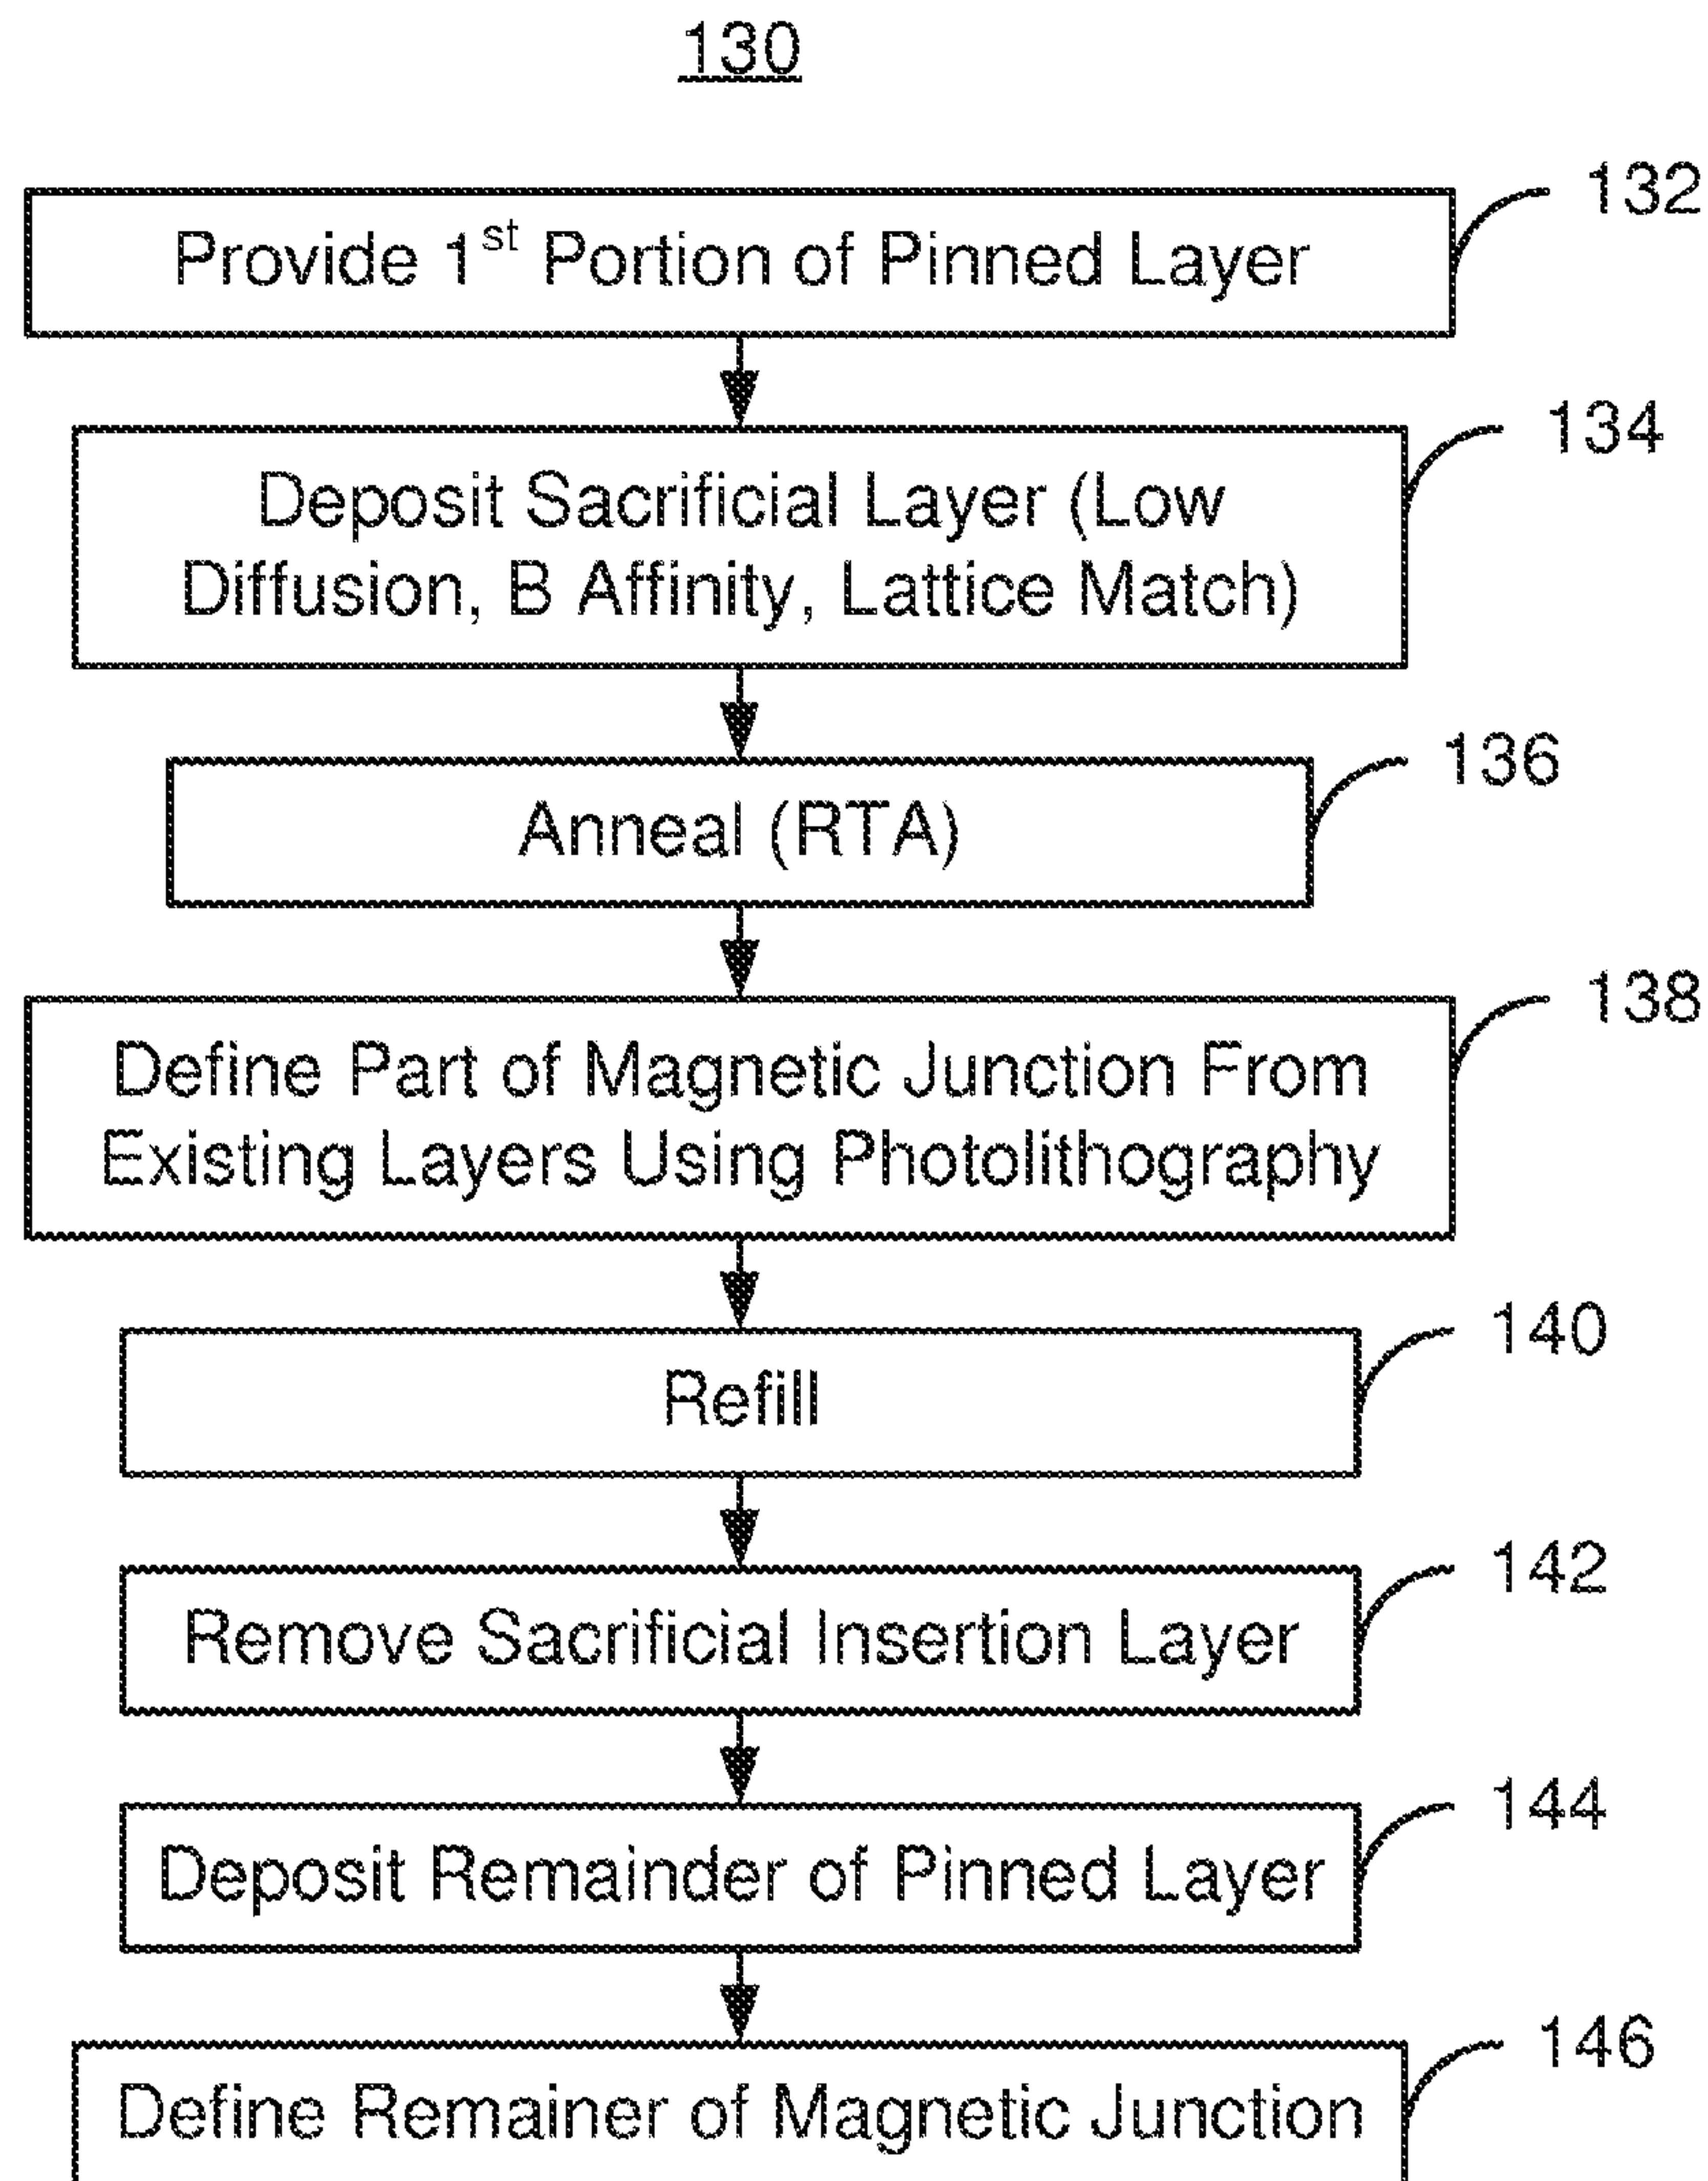 130
132
Provide 1st Portion of Pinned Layer
134
Deposit Sacrificial Layer (Low
Diffusion, B Affinity, Lattice Match)
136
Anneal (RTA)
138
Define Part of Magnetic Junction From
Existing Layers Using Photolithography
140
Refill
142
Remove Sacrificial Insertion Layer
144
Deposit Remainder of Pinned Layer
146
Define Remainer of Magnetic Junction